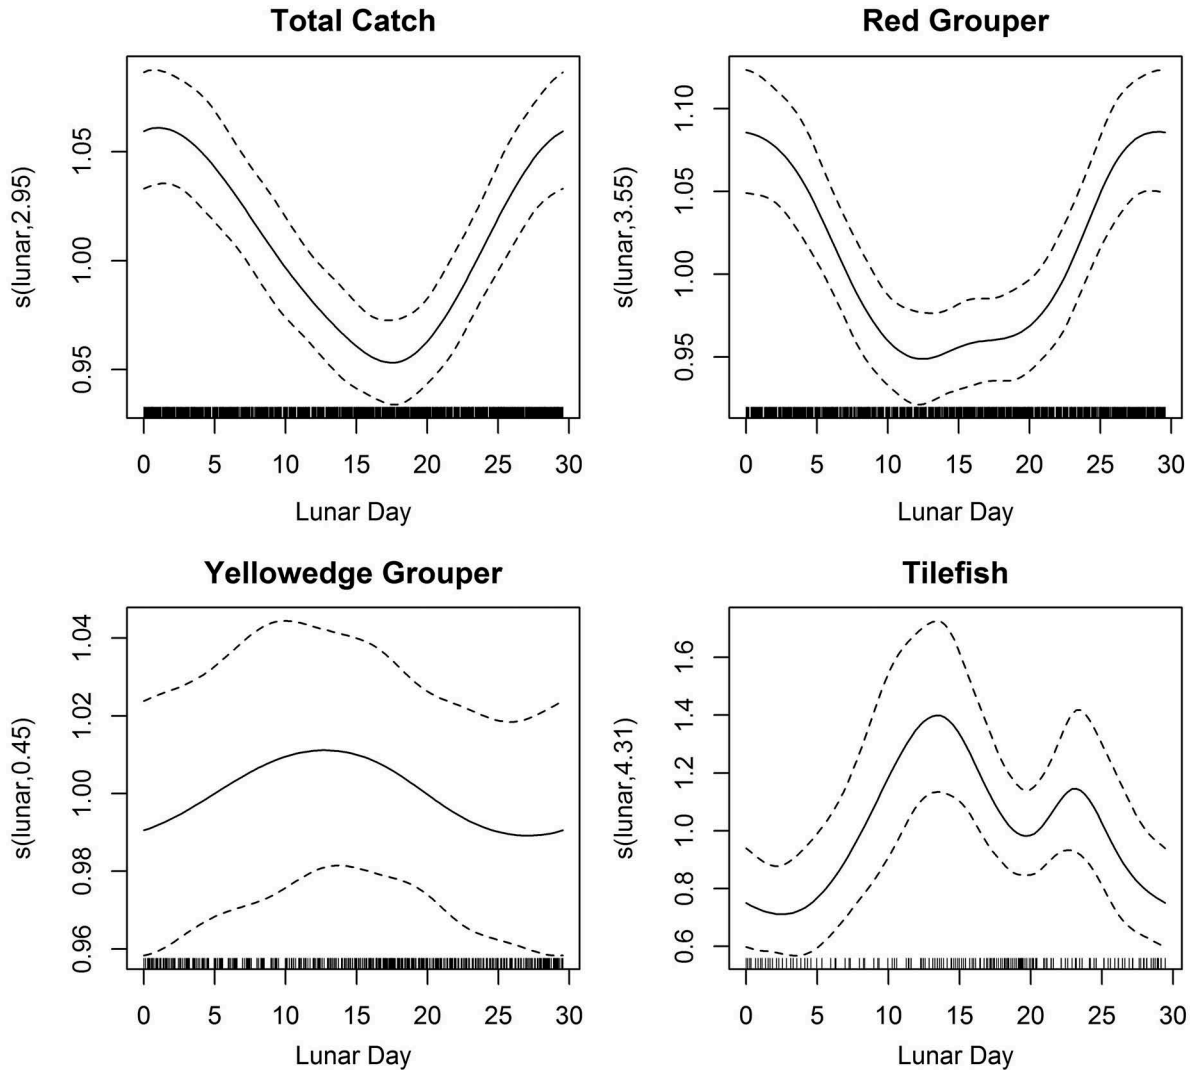 Total Catch
s(lunar,2.95)
1.05
1.00
0.95
0 5 10 15 20 25 30
Lunar Day
Red Grouper
s(lunar,3.55)
1.10
1.05
1.00
0.95
0 5 10 15 20 25 30
Lunar Day
Yellowedge Grouper
s(lunar,0.45)
1.04
1.02
1.00
0.98
0.96
0 5 10 15 20 25 30
Lunar Day
Tilefish
s(lunar,4.31)
1.6
1.4
1.2
1.0
0.8
0.6
0 5 10 15 20 25 30
Lunar Day